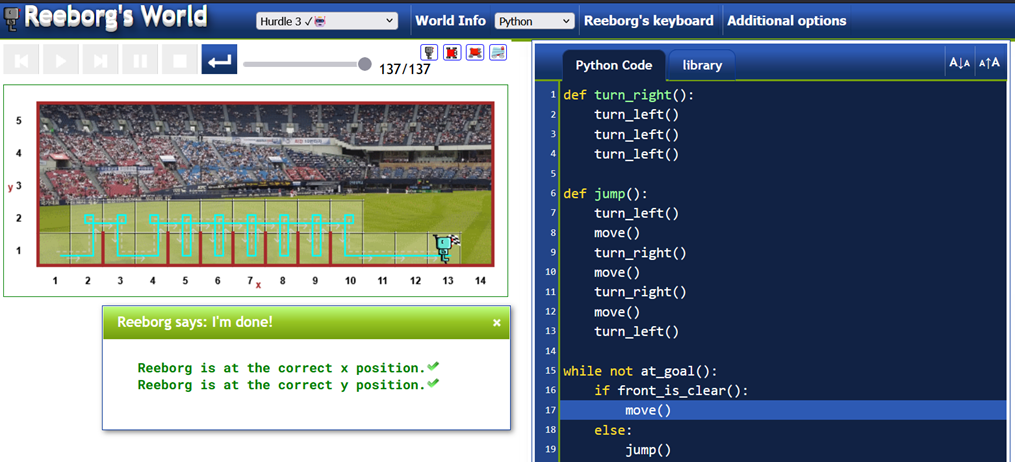 Reeborg's World
Hurdle 3 ✓
World Info
Python
Reeborg's keyboard
Additional options
137/137
Python Code
library
A↓A
A↑A
5
4
y 3
2
1
1 2 3 4 5 6 7 8 9 10 11 12 13 14
x
Reeborg says: I'm done!
×
Reeborg is at the correct x position.
Reeborg is at the correct y position.
1 def turn_right():
2 turn_left()
3 turn_left()
4 turn_left()
5
6 def jump():
7 turn_left()
8 move()
9 turn_right()
10 move()
11 turn_right()
12 move()
13 turn_left()
14
15 while not at_goal():
16 if front_is_clear():
17 move()
18 else:
19 jump()